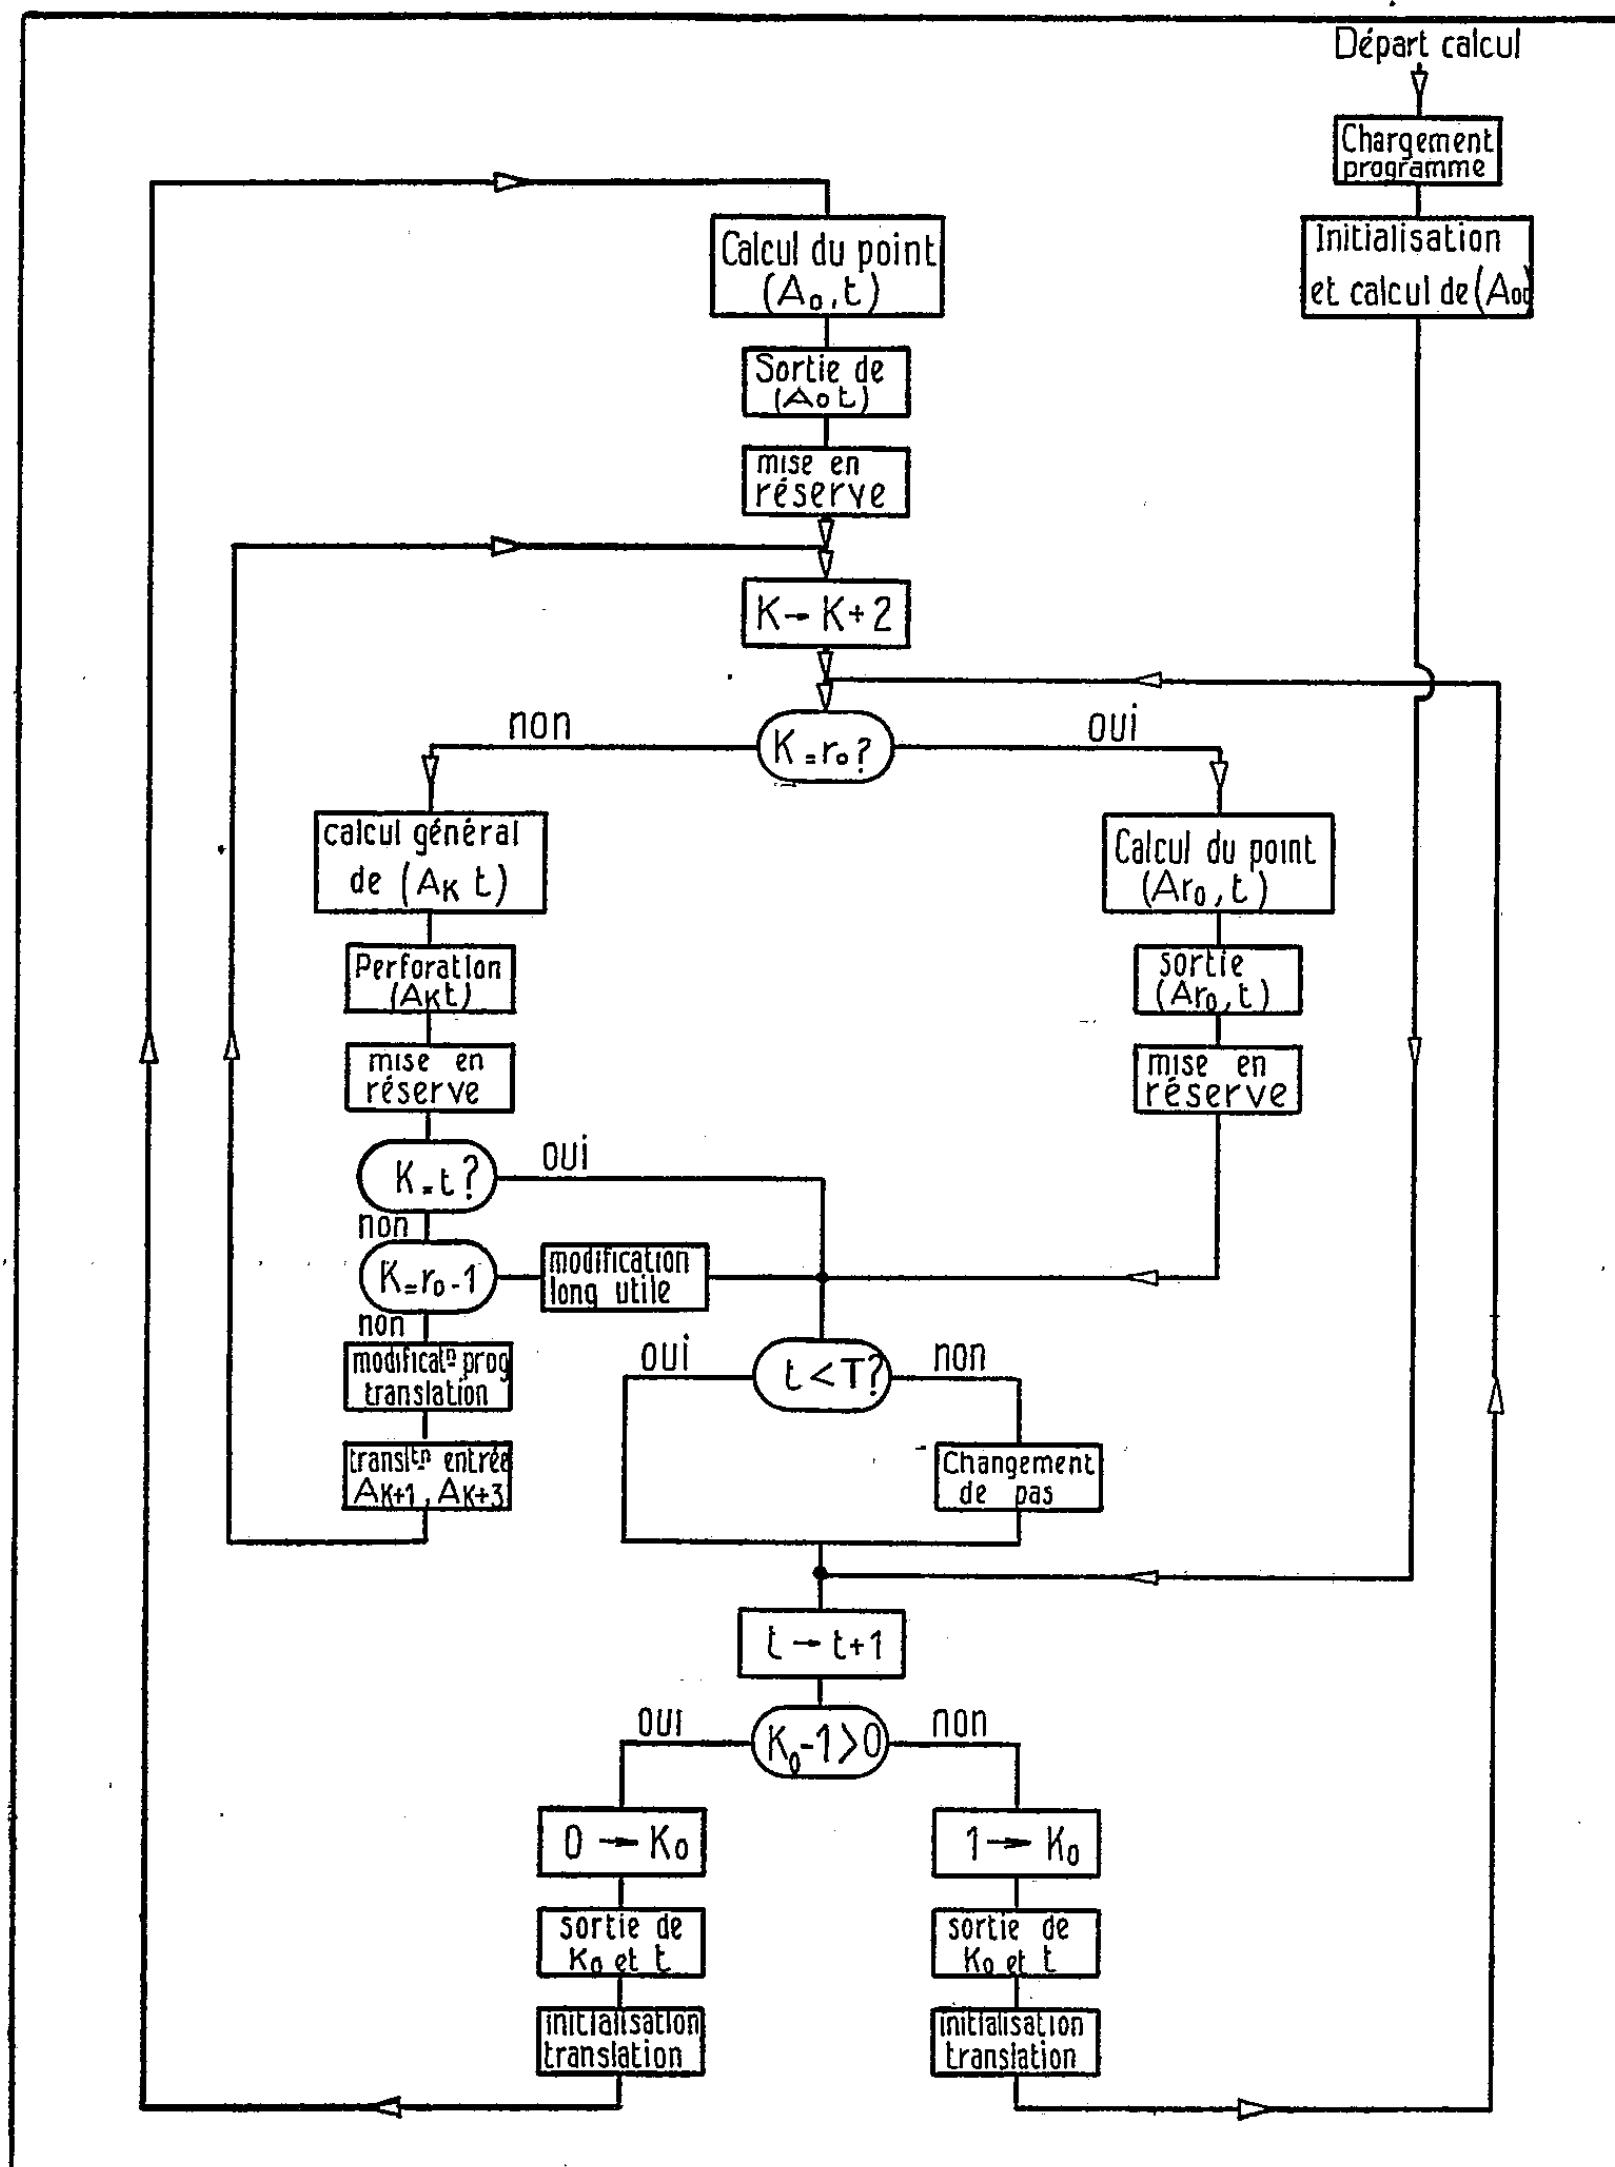 Départ calcul
Chargement
programme
Initialisation
et calcul de (A₀₀)
Calcul du point
(A₀, t)
Sortie de
(A₀ t)
mise en
réserve
K → K + 2
K = r₀ ?
non
oui
calcul général
de (Aₖ t)
Perforation
(Aₖ t)
mise en
réserve
Calcul du point
(Ar₀, t)
sortie
(Ar₀, t)
mise en
réserve
K = t ?
oui
non
K = r₀ - 1
modification
long utile
non
modificatⁿ prog
translation
translᵗⁿ entrée
Aₖ₊₁, Aₖ₊₃
t < T ?
oui
non
Changement
de pas
t → t + 1
K₀ - 1 > 0
oui
non
0 → K₀
sortie de
K₀ et t
initialisation
translation
1 → K₀
sortie de
K₀ et t
initialisation
translation